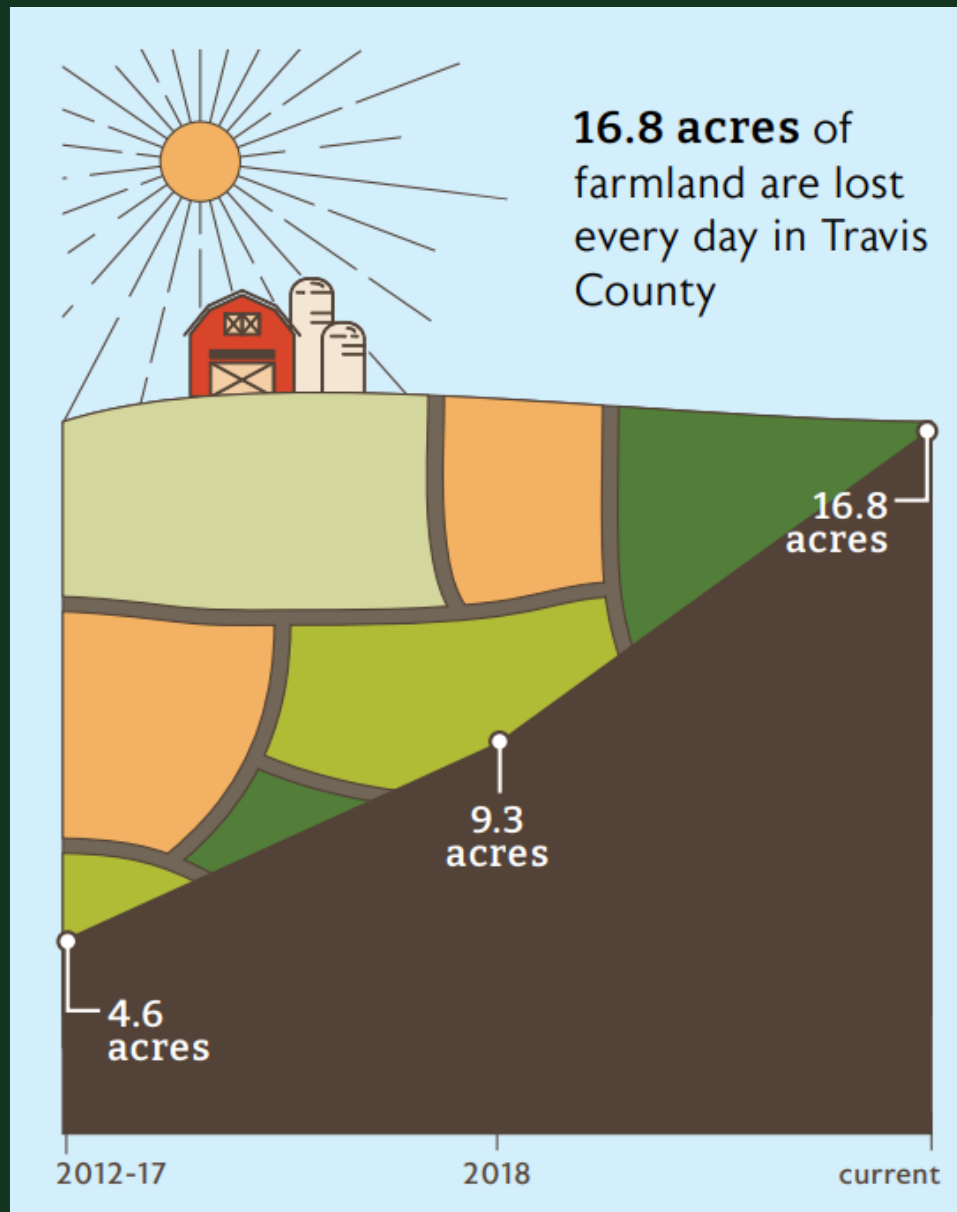 16.8 acres of
farmland are lost
every day in Travis
County
16.8
acres
9.3
acres
4.6
acres
2012-17
2018
current